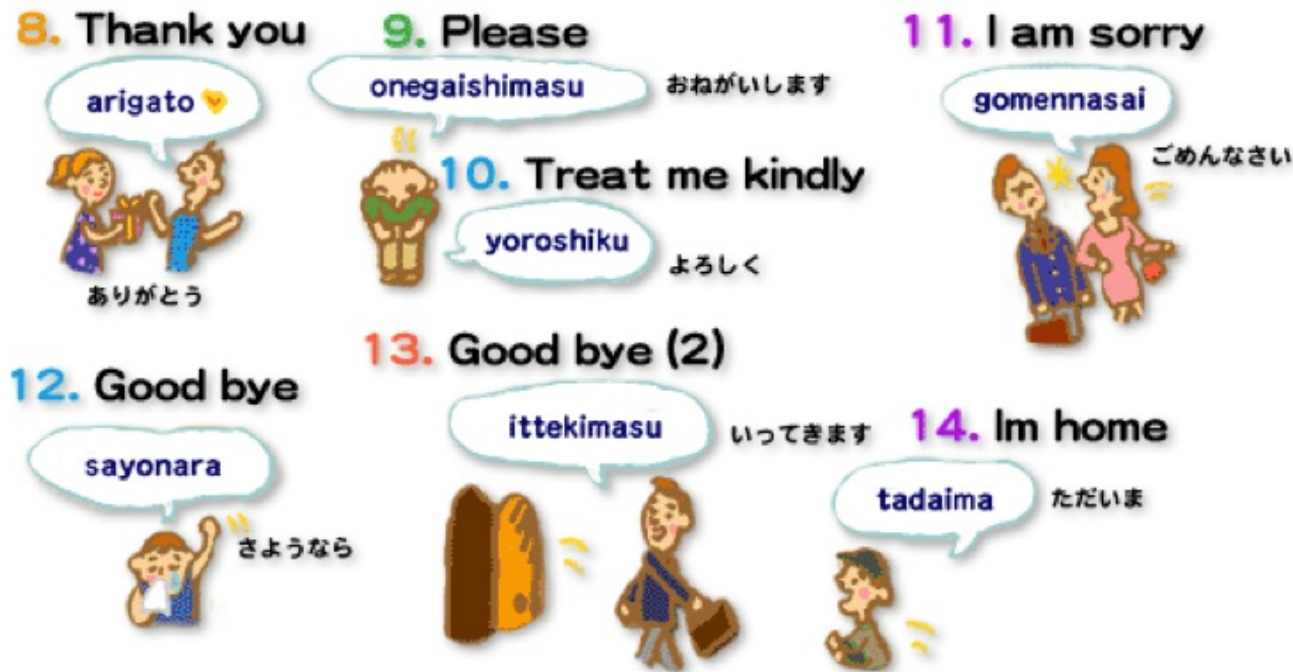 8. Thank you
arigato
ありがとう
9. Please
onegaishimasu
おねがいします
10. Treat me kindly
yoroshiku
よろしく
11. I am sorry
gomennasai
ごめんなさい
12. Good bye
sayonara
さようなら
13. Good bye (2)
ittekimasu
いってきます
14. Im home
tadaima
ただいま